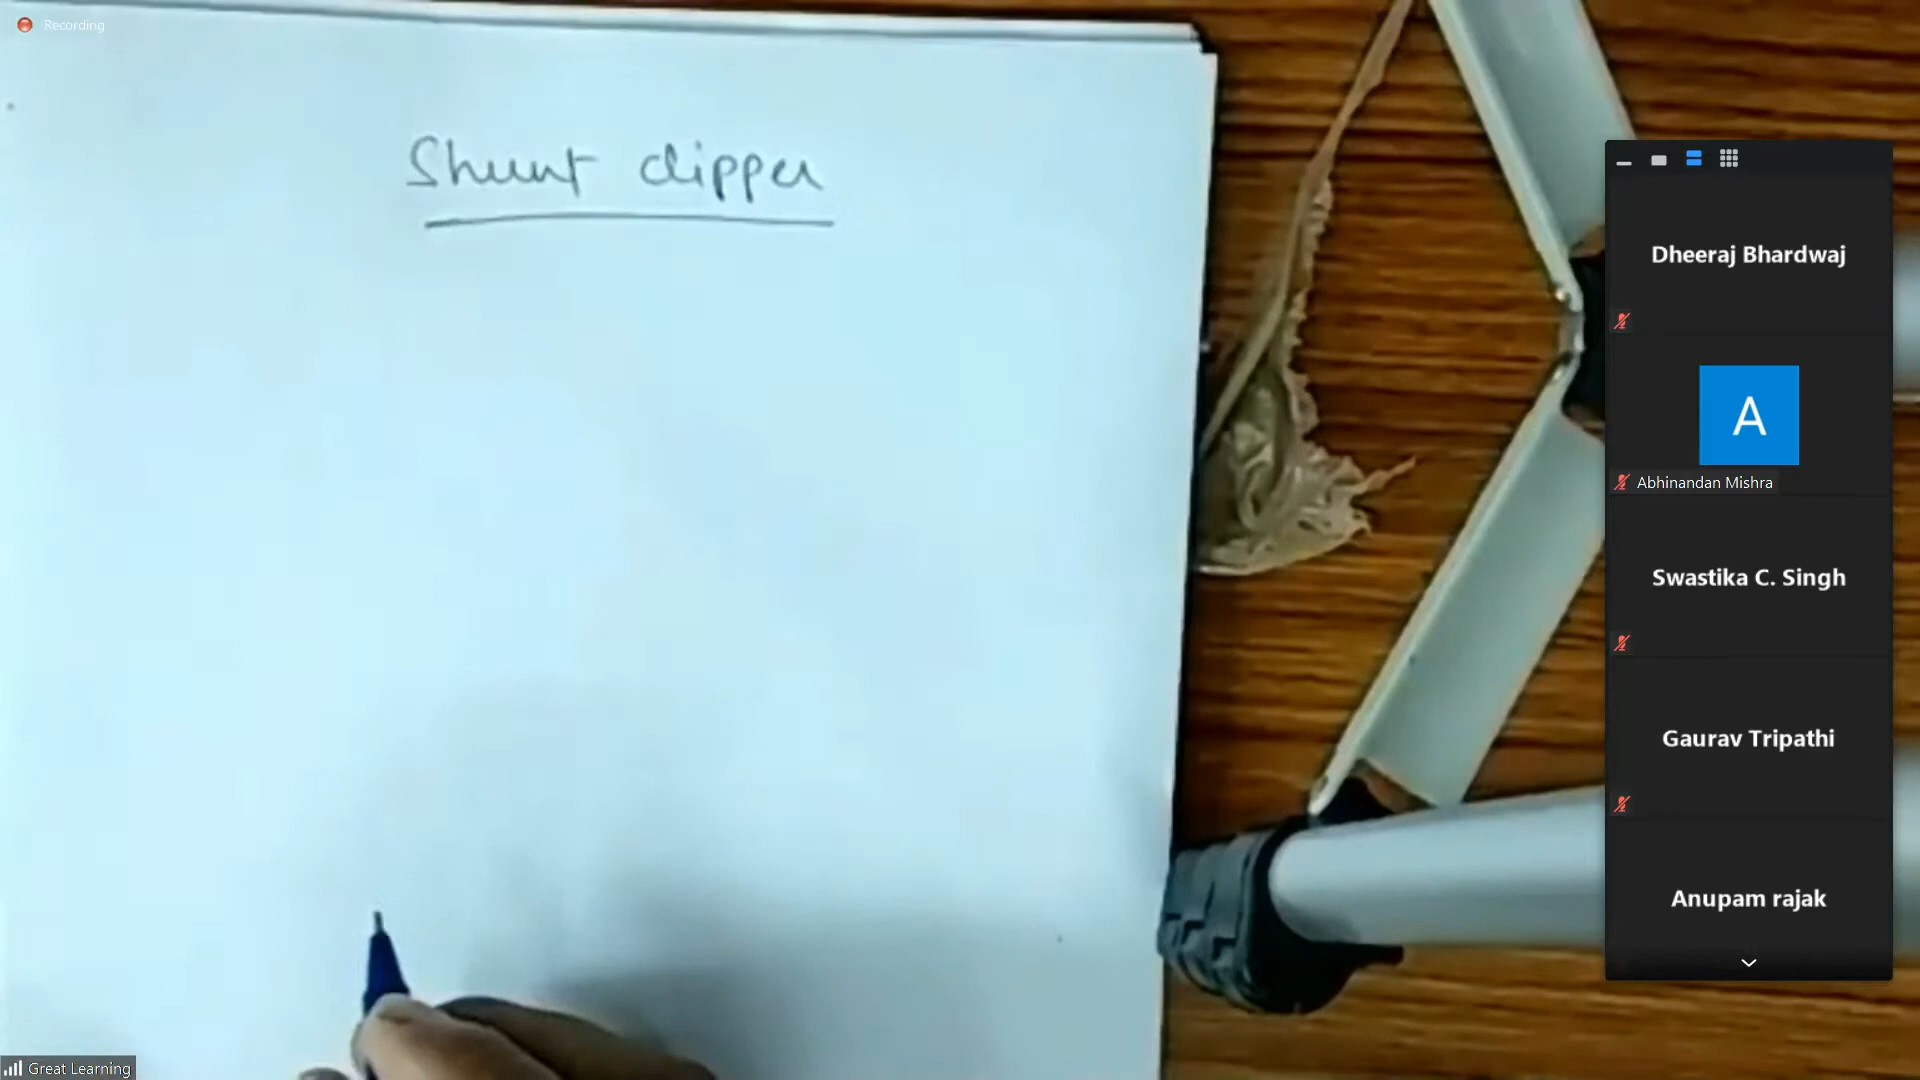 Recording
Shunt clipper
Dheeraj Bhardwaj
A
Abhinandan Mishra
Swastika C. Singh
Gaurav Tripathi
Anupam rajak
Great Learning